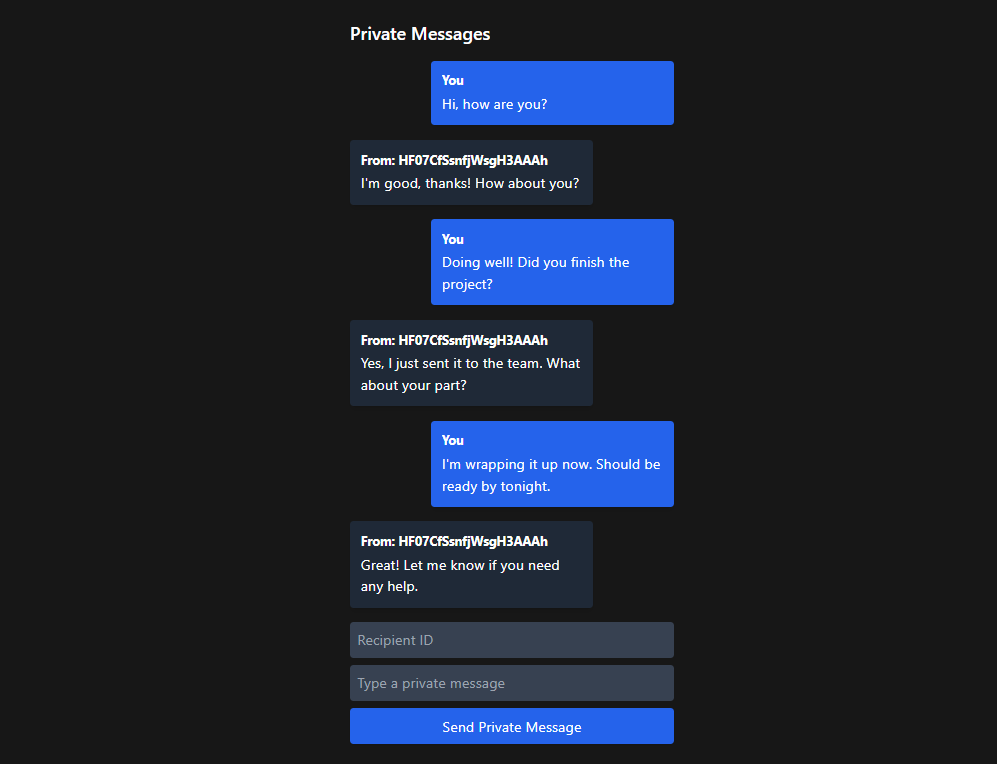 Private Messages
You
Hi, how are you?
From: HF07CfSsnfjWsgH3AAAh
I'm good, thanks! How about you?
You
Doing well! Did you finish the
project?
From: HF07CfSsnfjWsgH3AAAh
Yes, I just sent it to the team. What
about your part?
You
I'm wrapping it up now. Should be
ready by tonight.
From: HF07CfSsnfjWsgH3AAAh
Great! Let me know if you need
any help.
Recipient ID
Type a private message
Send Private Message